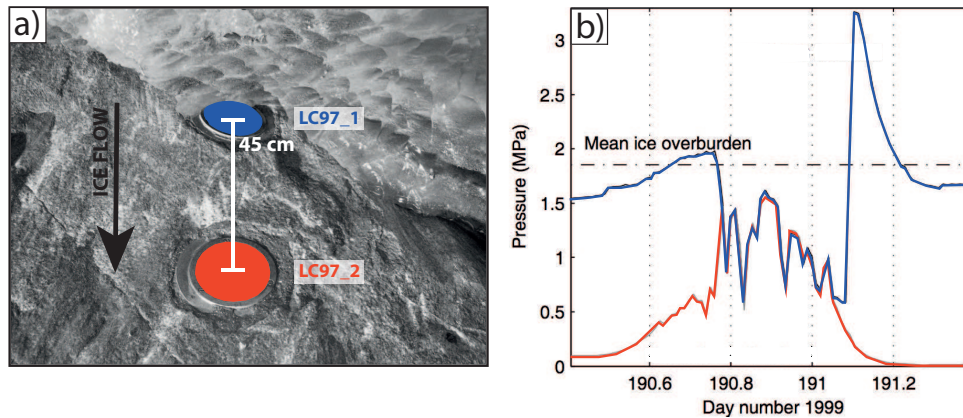 a)
LC97_1
45 cm
ICE FLOW
LC97_2
b)
3
2.5
2
1.5
1
0.5
0
Pressure (MPa)
Mean ice overburden
190.6 190.8 191 191.2
Day number 1999